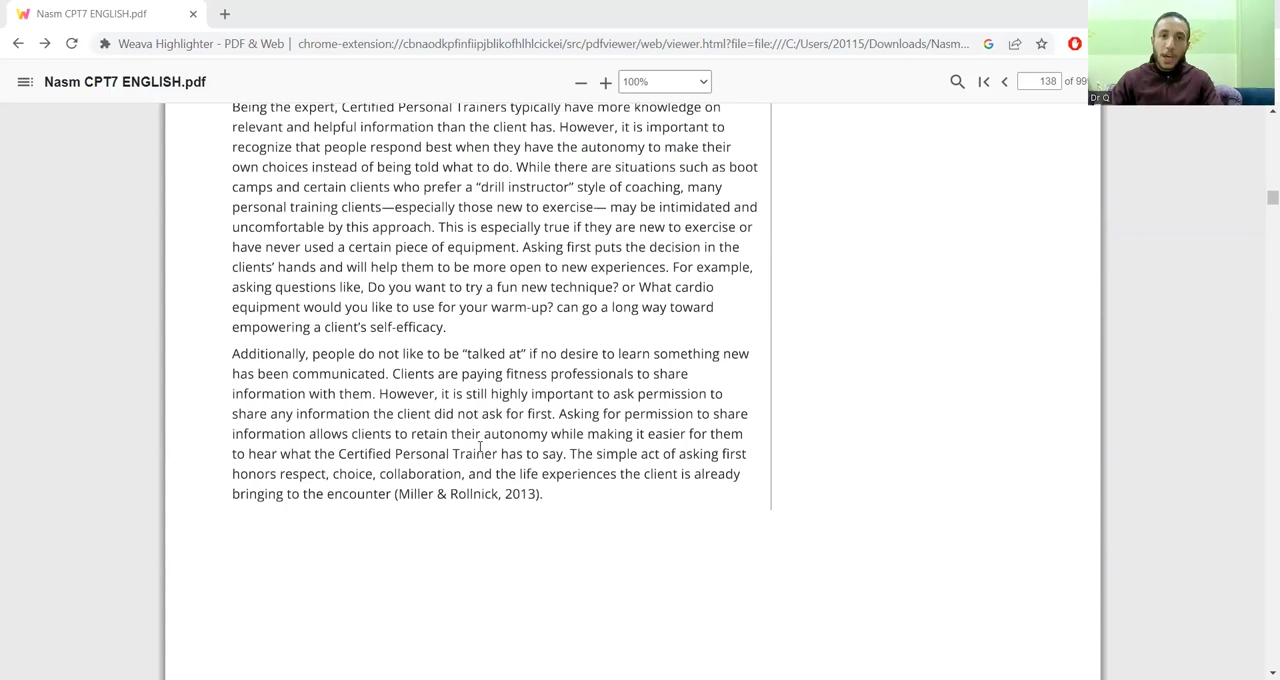 Nasm CPT7 ENGLISH.pdf
Weava Highlighter - PDF & Web | chrome-extension://cbnaodkpfinfiipjblikofhlhlcickei/src/pdfviewer/web/viewer.html?file=file:///C:/Users/20115/Downloads/Nasm...
Nasm CPT7 ENGLISH.pdf
100%
138 of 99
Dr Q
Being the expert, Certified Personal Trainers typically have more knowledge on
relevant and helpful information than the client has. However, it is important to
recognize that people respond best when they have the autonomy to make their
own choices instead of being told what to do. While there are situations such as boot
camps and certain clients who prefer a “drill instructor” style of coaching, many
personal training clients—especially those new to exercise— may be intimidated and
uncomfortable by this approach. This is especially true if they are new to exercise or
have never used a certain piece of equipment. Asking first puts the decision in the
clients’ hands and will help them to be more open to new experiences. For example,
asking questions like, Do you want to try a fun new technique? or What cardio
equipment would you like to use for your warm-up? can go a long way toward
empowering a client’s self-efficacy.
Additionally, people do not like to be “talked at” if no desire to learn something new
has been communicated. Clients are paying fitness professionals to share
information with them. However, it is still highly important to ask permission to
share any information the client did not ask for first. Asking for permission to share
information allows clients to retain their autonomy while making it easier for them
to hear what the Certified Personal Trainer has to say. The simple act of asking first
honors respect, choice, collaboration, and the life experiences the client is already
bringing to the encounter (Miller & Rollnick, 2013).